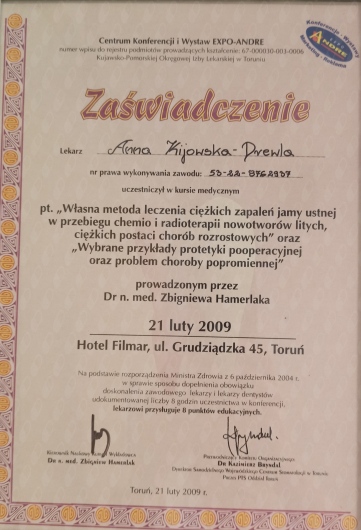 Centrum Konferencji i Wystaw EXPO-ANDRE
numer wpisu do rejestru podmiotów prowadzących kształcenie: 67-000030-003-0006
Kujawsko-Pomorskiej Okręgowej Izby Lekarskiej w Toruniu
ANDRE
Zaświadczenie
Lekarz Anna Kijowska-Drewla
nr prawa wykonywania zawodu:
uczestniczył w kursie medycznym
pt. „Własna metoda leczenia ciężkich zapaleń jamy ustnej
w przebiegu chemio i radioterapii nowotworów litych,
ciężkich postaci chorób rozrostowych” oraz
„Wybrane przykłady protetyki pooperacyjnej
oraz problem choroby popromiennej”
prowadzonym przez
Dr n. med. Zbigniewa Hamerlaka
21 luty 2009
Hotel Filmar, ul. Grudziądzka 45, Toruń
Na podstawie rozporządzenia Ministra Zdrowia z 6 października 2004 r.
w sprawie sposobu dopełnienia obowiązku
doskonalenia zawodowego lekarzy i lekarzy dentystów
udokumentowanej liczby 8 godzin uczestnictwa w konferencji,
lekarzowi przysługuje 8 punktów edukacyjnych.
Dr n. med. Zbigniew Hamerlak
Dr Kazimierz
Toruń, 21 luty 2009 r.